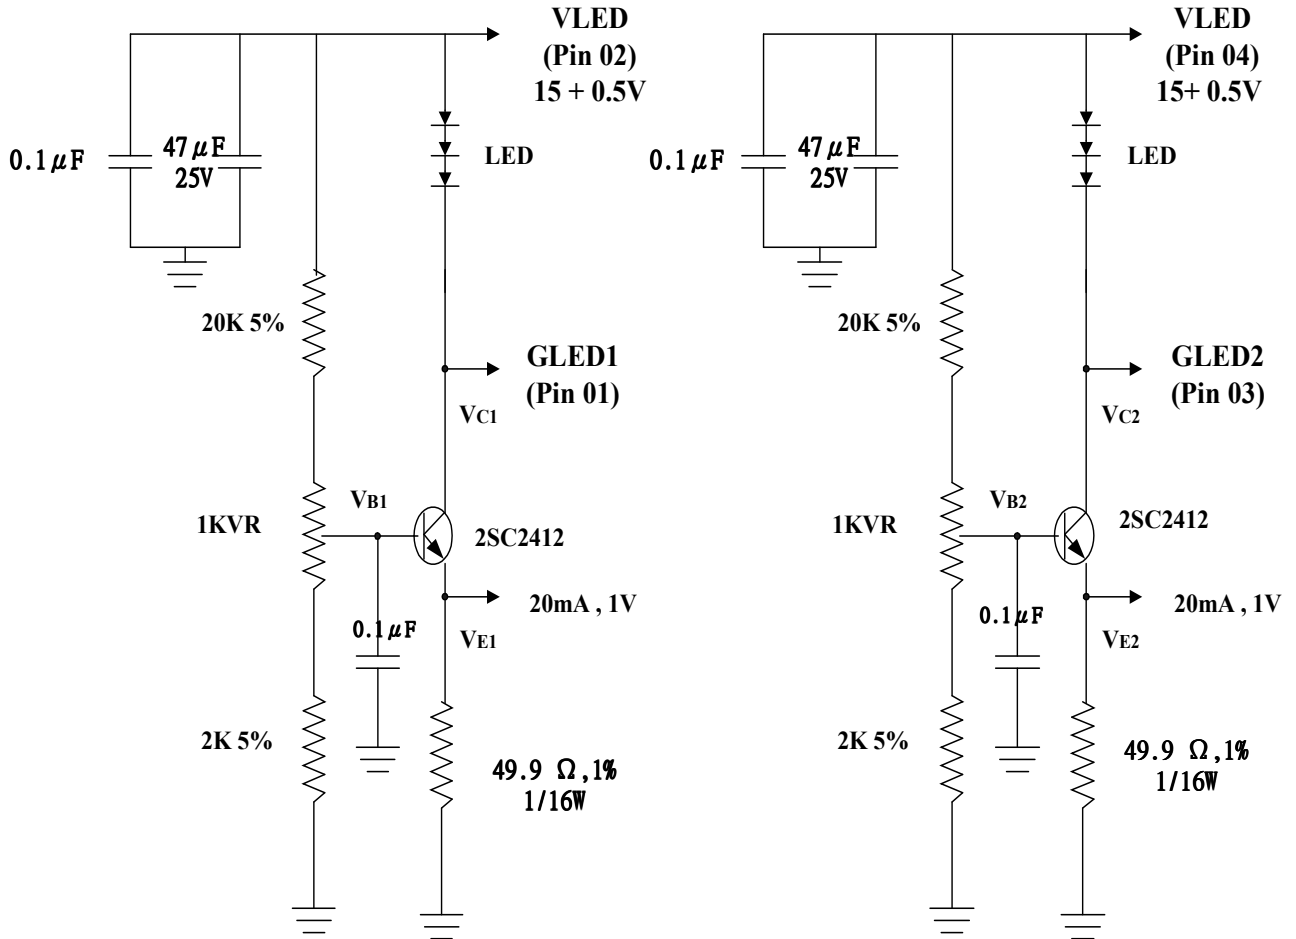 VLED
(Pin 02)
15 + 0.5V
0.1μF
47μF
25V
LED
20K 5%
GLED1
(Pin 01)
VC1
VB1
1KVR
2SC2412
20mA , 1V
0.1μF
VE1
2K 5%
49.9 Ω,1%
1/16W
VLED
(Pin 04)
15+ 0.5V
0.1μF
47μF
25V
LED
20K 5%
GLED2
(Pin 03)
VC2
VB2
1KVR
2SC2412
20mA , 1V
0.1μF
VE2
2K 5%
49.9 Ω,1%
1/16W